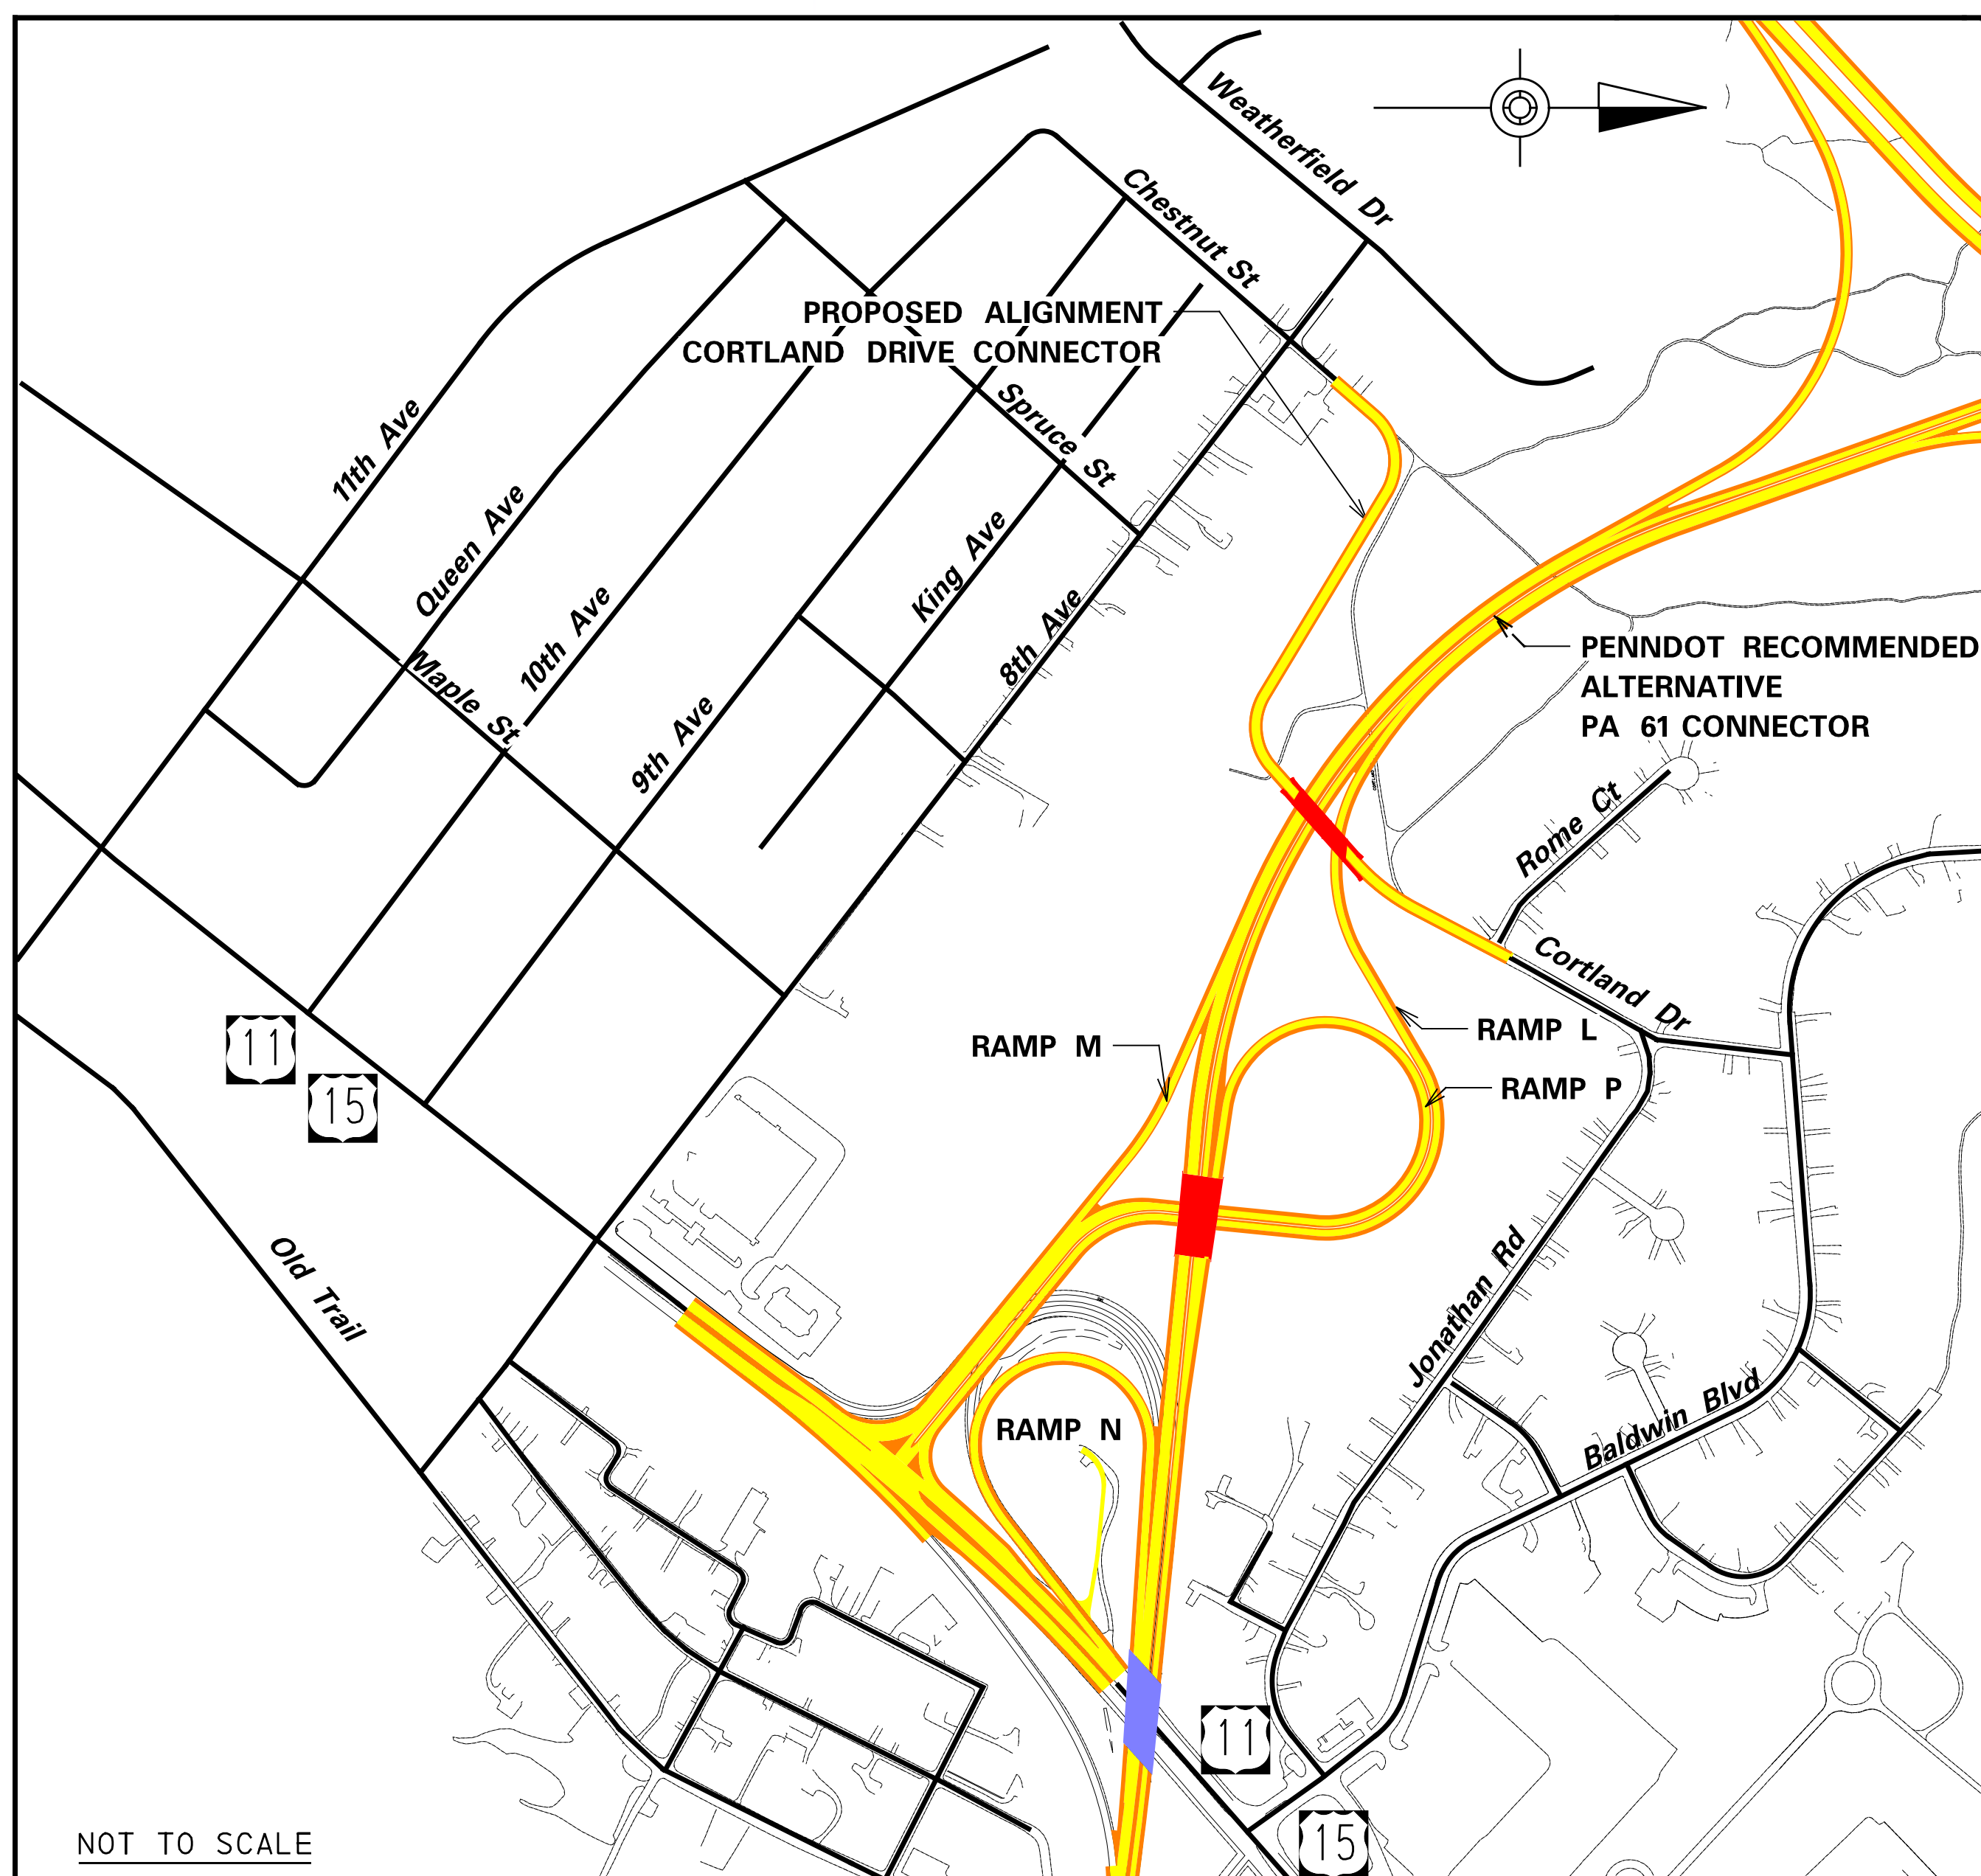 Weatherfield Dr
Chestnut St
PROPOSED ALIGNMENT
CORTLAND DRIVE CONNECTOR
Spruce St
11th Ave
Queen Ave
King Ave
10th Ave
8th Ave
Maple St
9th Ave
PENNDOT RECOMMENDED
ALTERNATIVE
PA 61 CONNECTOR
Rome Ct
Cortland Dr
RAMP M
RAMP L
RAMP P
11
15
Old Trail
Jonathan Rd
RAMP N
Baldwin Blvd
11
15
NOT TO SCALE